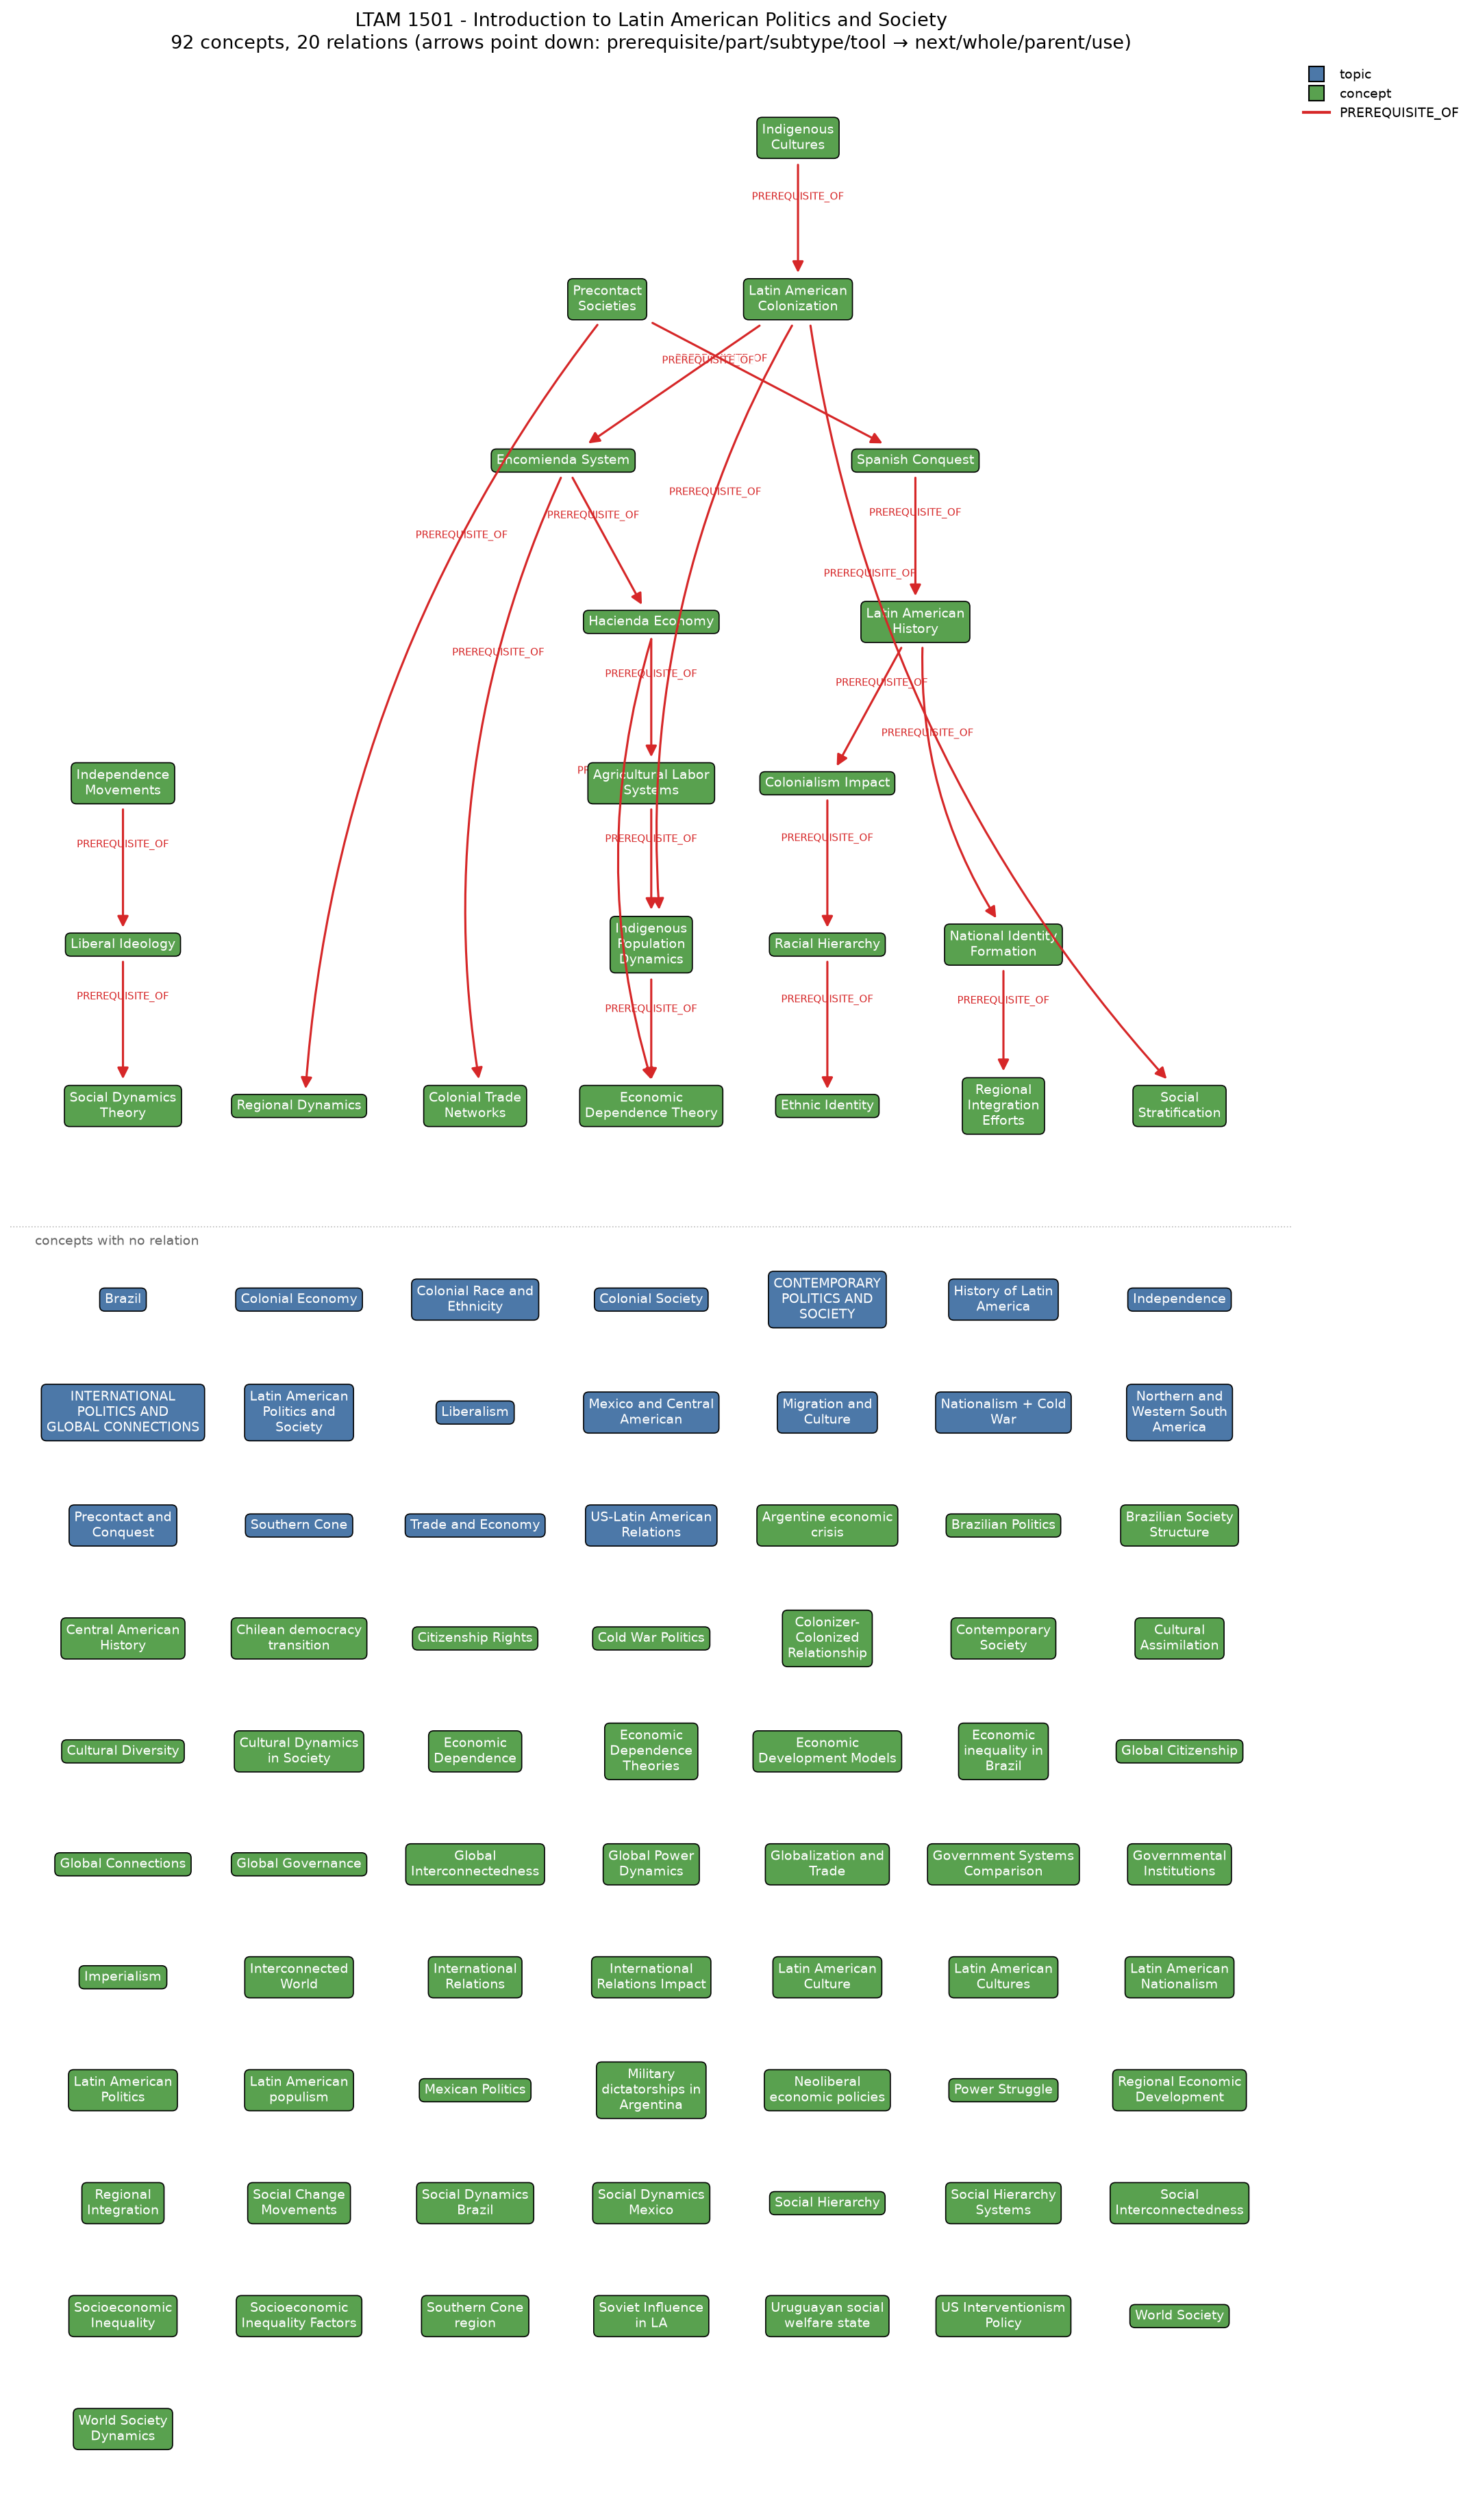 LTAM 1501 - Introduction to Latin American Politics and Society
92 concepts, 20 relations (arrows point down: prerequisite/part/subtype/tool → next/whole/parent/use)
topic
concept
PREREQUISITE_OF
Indigenous
Cultures
PREREQUISITE_OF
Precontact
Societies
Latin American
Colonization
PREREQUISITE_OF
Encomienda System
Spanish Conquest
PREREQUISITE_OF
PREREQUISITE_OF
PREREQUISITE_OF
PREREQUISITE_OF
PREREQUISITE_OF
Hacienda Economy
Latin American
History
PREREQUISITE_OF
PREREQUISITE_OF
PREREQUISITE_OF
PREREQUISITE_OF
Independence
Movements
Agricultural Labor
Systems
Colonialism Impact
PREREQUISITE_OF
PREREQUISITE_OF
PREREQUISITE_OF
Liberal Ideology
Indigenous
Population
Dynamics
Racial Hierarchy
National Identity
Formation
PREREQUISITE_OF
PREREQUISITE_OF
PREREQUISITE_OF
PREREQUISITE_OF
Social Dynamics
Theory
Regional Dynamics
Colonial Trade
Networks
Economic
Dependence Theory
Ethnic Identity
Regional
Integration
Efforts
Social
Stratification
concepts with no relation
Brazil
Colonial Economy
Colonial Race and
Ethnicity
Colonial Society
CONTEMPORARY
POLITICS AND
SOCIETY
History of Latin
America
Independence
INTERNATIONAL
POLITICS AND
GLOBAL CONNECTIONS
Latin American
Politics and
Society
Liberalism
Mexico and Central
American
Migration and
Culture
Nationalism + Cold
War
Northern and
Western South
America
Precontact and
Conquest
Southern Cone
Trade and Economy
US-Latin American
Relations
Argentine economic
crisis
Brazilian Politics
Brazilian Society
Structure
Central American
History
Chilean democracy
transition
Citizenship Rights
Cold War Politics
Colonizer-
Colonized
Relationship
Contemporary
Society
Cultural
Assimilation
Cultural Diversity
Cultural Dynamics
in Society
Economic
Dependence
Economic
Dependence
Theories
Economic
Development Models
Economic
inequality in
Brazil
Global Citizenship
Global Connections
Global Governance
Global
Interconnectedness
Global Power
Dynamics
Globalization and
Trade
Government Systems
Comparison
Governmental
Institutions
Imperialism
Interconnected
World
International
Relations
International
Relations Impact
Latin American
Culture
Latin American
Cultures
Latin American
Nationalism
Latin American
Politics
Latin American
populism
Mexican Politics
Military
dictatorships in
Argentina
Neoliberal
economic policies
Power Struggle
Regional Economic
Development
Regional
Integration
Social Change
Movements
Social Dynamics
Brazil
Social Dynamics
Mexico
Social Hierarchy
Social Hierarchy
Systems
Social
Interconnectedness
Socioeconomic
Inequality
Socioeconomic
Inequality Factors
Southern Cone
region
Soviet Influence
in LA
Uruguayan social
welfare state
US Interventionism
Policy
World Society
World Society
Dynamics